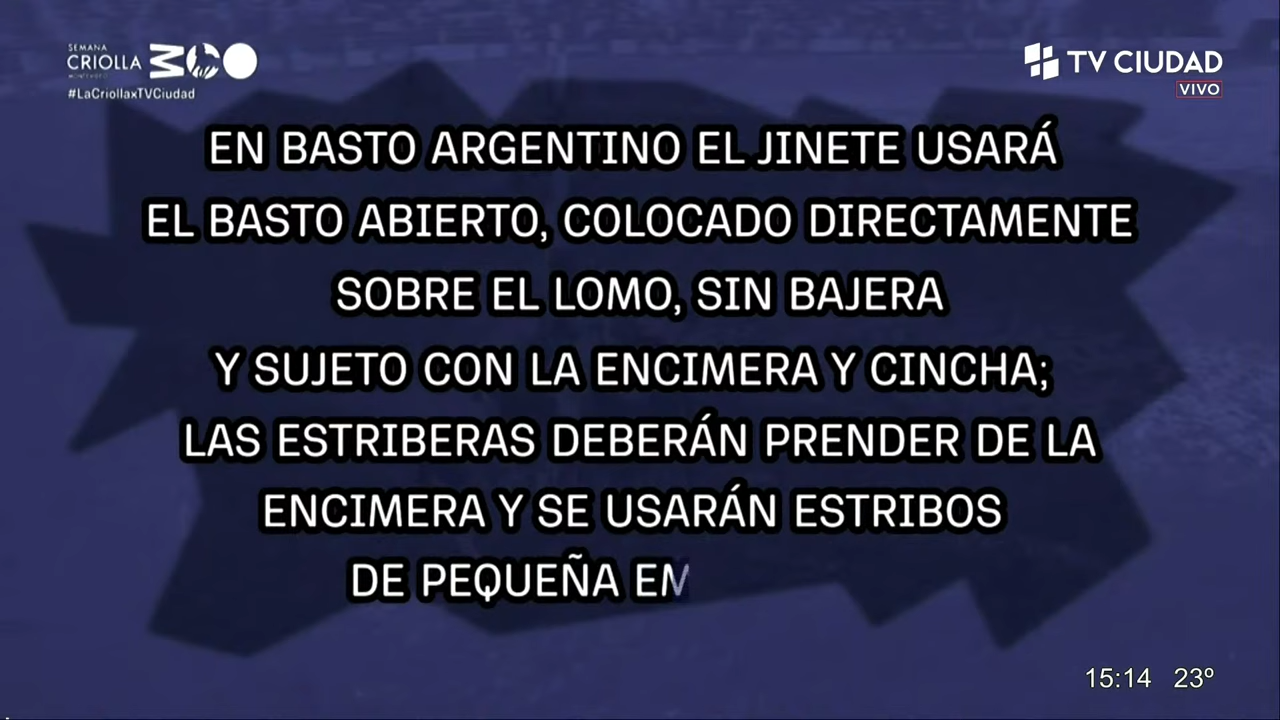 SEMANA
CRIOLLA
MONTEVIDEO
#LaCriollaxTVCiudad
TV CIUDAD
VIVO
EN BASTO ARGENTINO EL JINETE USARÁ
EL BASTO ABIERTO, COLOCADO DIRECTAMENTE
SOBRE EL LOMO, SIN BAJERA
Y SUJETO CON LA ENCIMERA Y CINCHA;
LAS ESTRIBERAS DEBERÁN PRENDER DE LA
ENCIMERA Y SE USARÁN ESTRIBOS
DE PEQUEÑA
15:14 23º